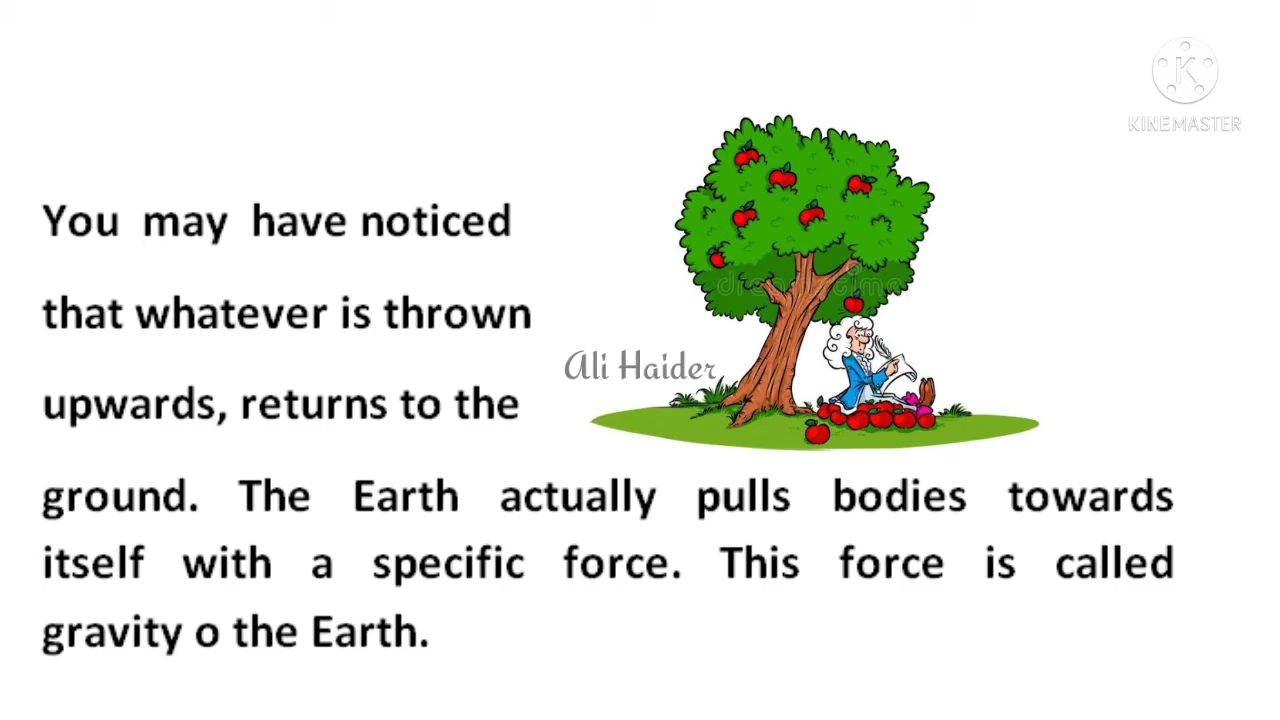 KINEMASTER
You may have noticed
that whatever is thrown
Ali Haider
upwards, returns to the
ground. The Earth actually pulls bodies towards
itself with a specific force. This force is called
gravity o the Earth.